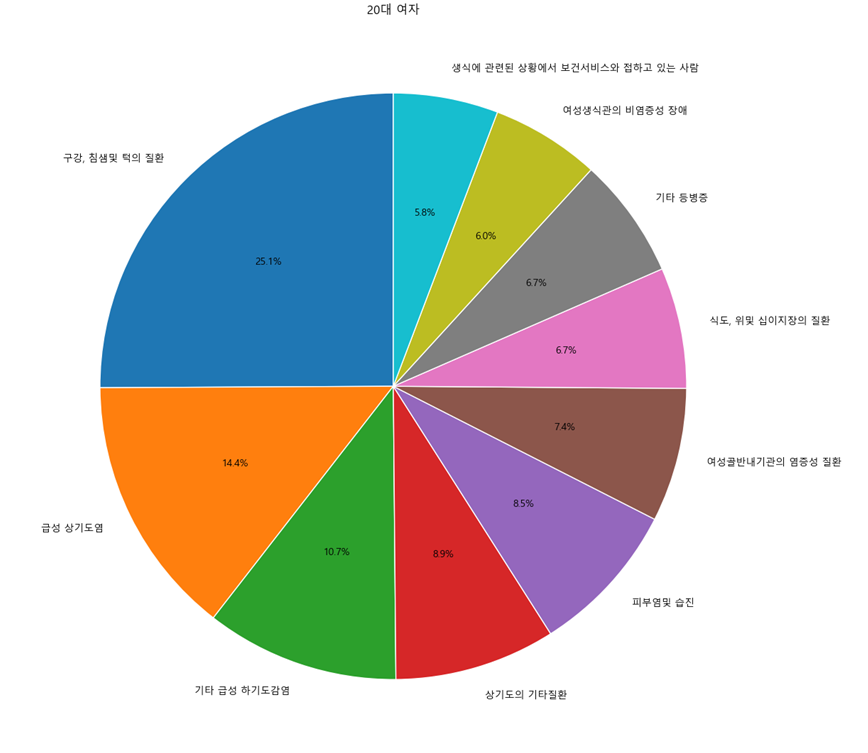 20대 여자
생식에 관련된 상황에서 보건서비스와 접하고 있는 사람
여성생식관의 비염증성 장애
구강, 침샘및 턱의 질환
기타 등병증
5.8%
6.0%
25.1%
6.7%
식도, 위및 십이지장의 질환
6.7%
7.4%
14.4%
여성골반내기관의 염증성 질환
8.5%
급성 상기도염
10.7%
8.9%
피부염및 습진
기타 급성 하기도감염
상기도의 기타질환